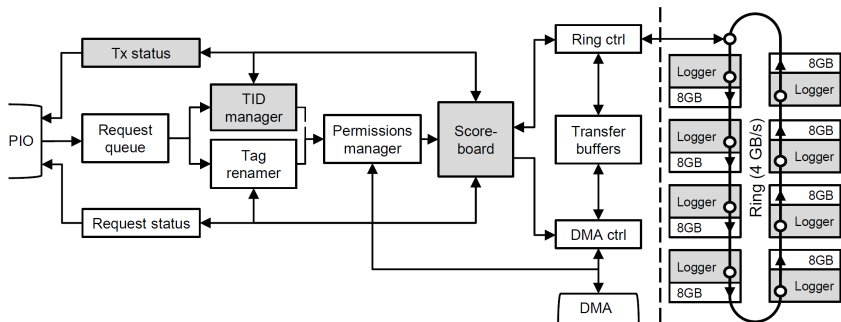 Tx status
TID
manager
PIO
Request
queue
Tag
renamer
Request status
Permissions
manager
Score-
board
Ring ctrl
Transfer
buffers
DMA ctrl
DMA
Logger
8GB
Logger
8GB
Logger
8GB
Logger
8GB
Ring (4 GB/s)
8GB
Logger
8GB
Logger
8GB
Logger
8GB
Logger